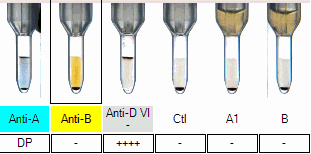 Anti-A Anti-B Anti-D VI - Ctl A1 B
DP - ++++ - - -